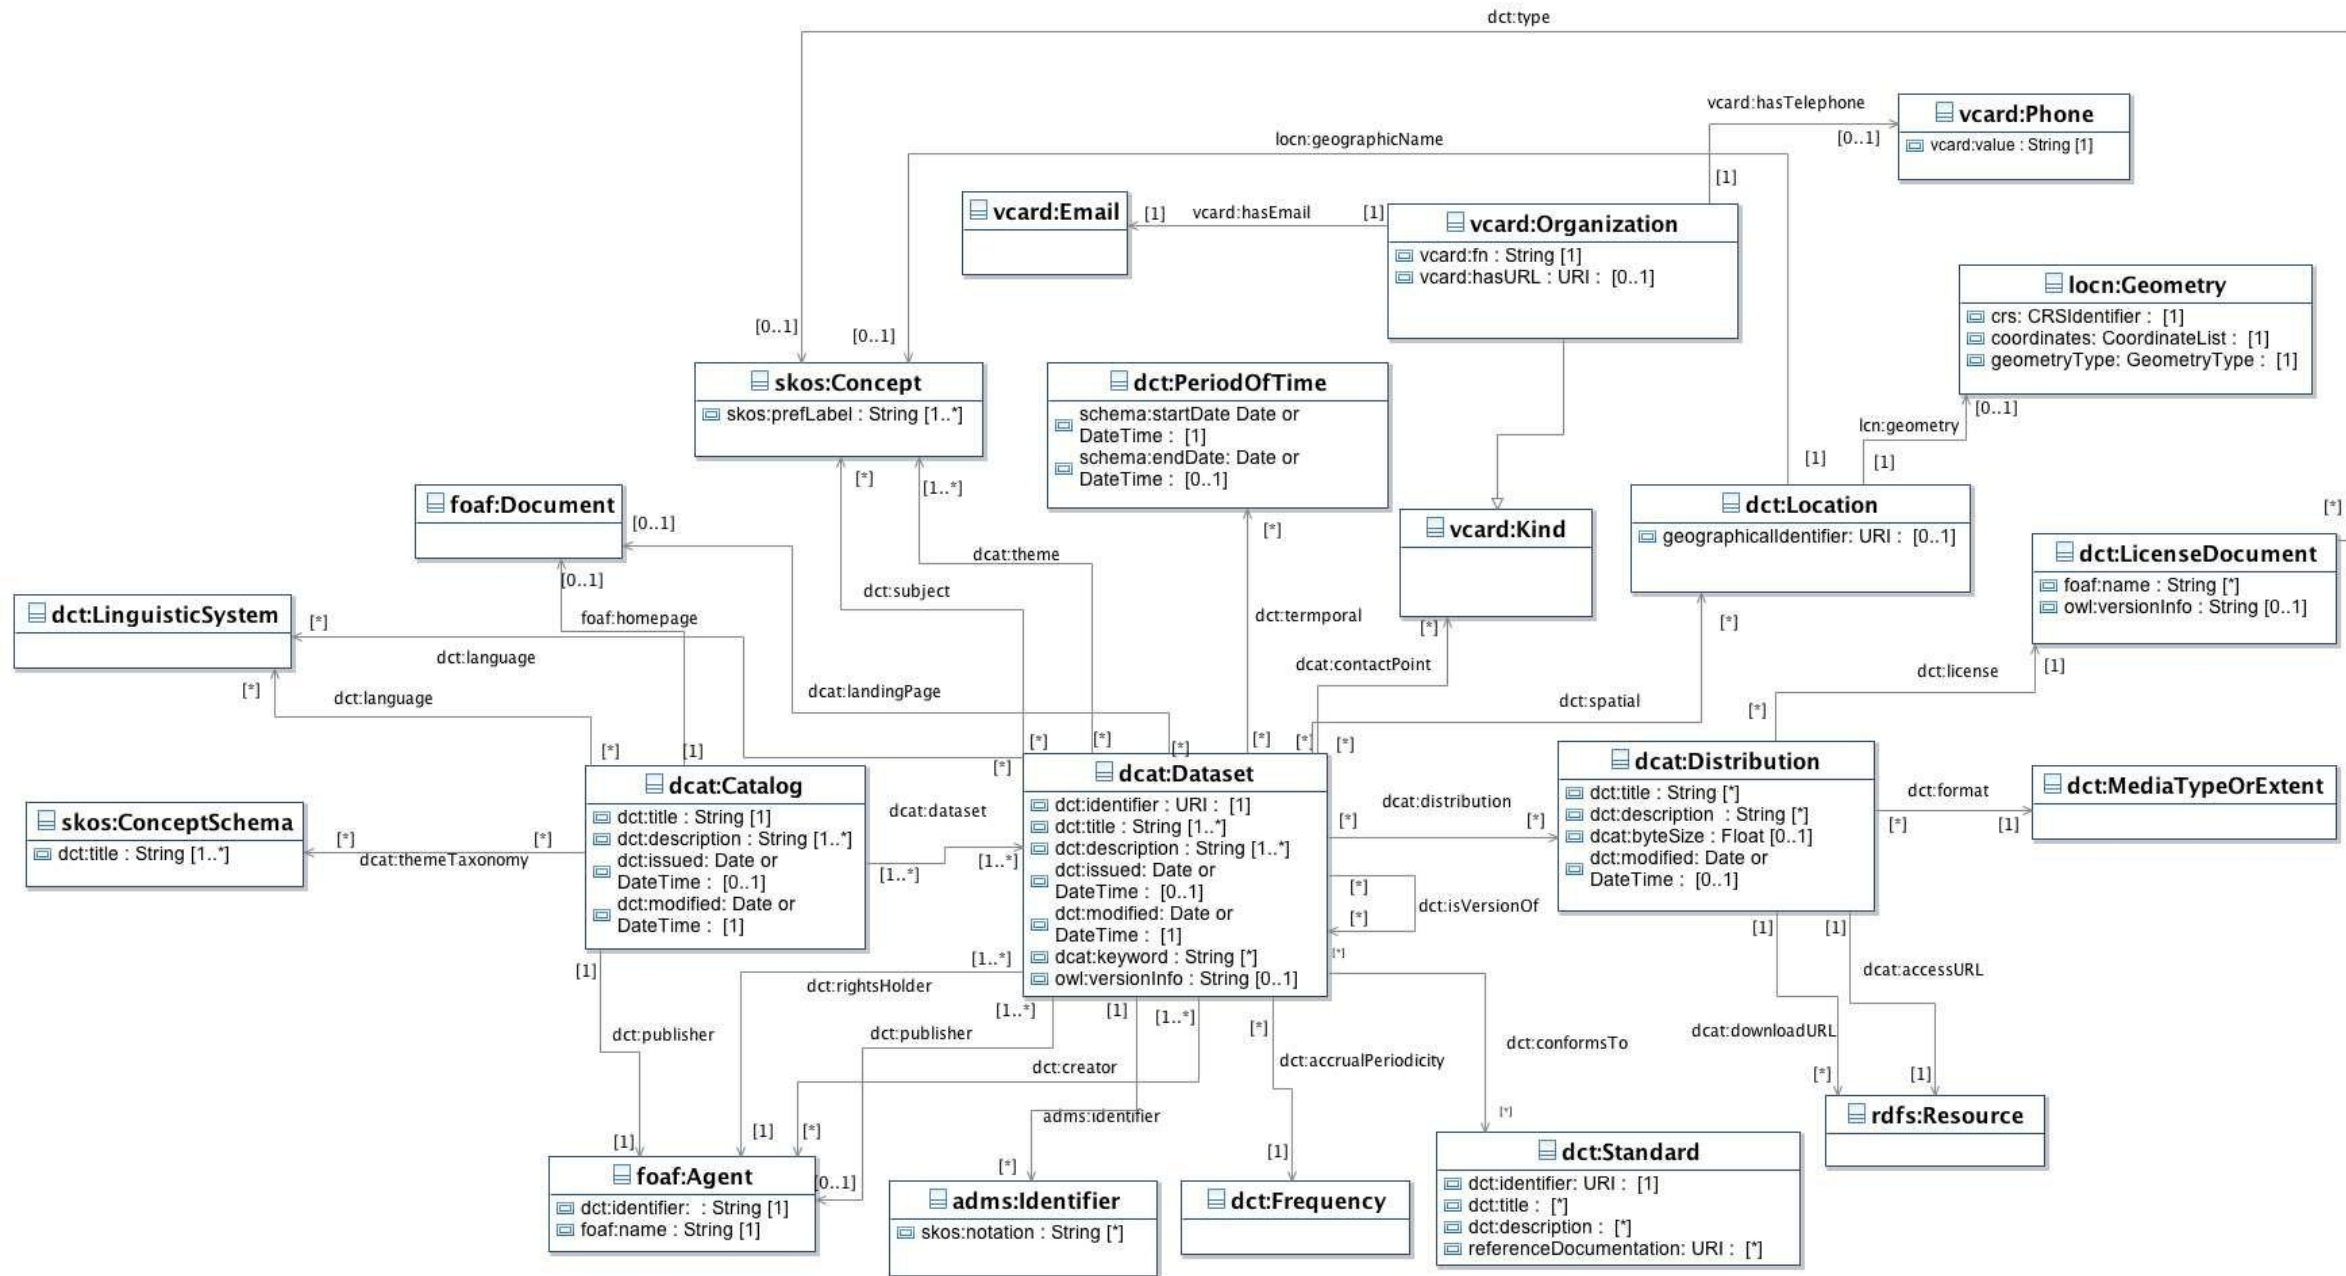 dct:type
vcard:hasTelephone
[0..1]
[1]
vcard:Phone
vcard:value : String [1]
locn:geographicName
vcard:Email
[1]
vcard:hasEmail
[1]
vcard:Organization
vcard:fn : String [1]
vcard:hasURL : URI :  [0..1]
locn:Geometry
crs: CRSIdentifier :  [1]
coordinates: CoordinateList :  [1]
geometryType: GeometryType :  [1]
[0..1]
[0..1]
skos:Concept
skos:prefLabel : String [1..*]
dct:PeriodOfTime
schema:startDate Date or
DateTime :  [1]
schema:endDate: Date or
DateTime :  [0..1]
[0..1]
lcn:geometry
[1]
[1]
[*]
[1..*]
foaf:Document
[0..1]
[0..1]
[*]
vcard:Kind
dct:Location
geographicalIdentifier: URI :  [0..1]
[*]
dct:LicenseDocument
foaf:name : String [*]
owl:versionInfo : String [0..1]
dcat:theme
dct:subject
dct:LinguisticSystem
[*]
foaf:homepage
dct:termporal
[*]
[*]
dct:language
dcat:contactPoint
[1]
dct:license
[*]
dct:language
dcat:landingPage
dct:spatial
[*]
[*]
[1]
[*]
[*]
[*]
[*]
[*]
[*]
[*]
[*]
dcat:Catalog
dct:title : String [1]
dct:description : String [1..*]
dct:issued: Date or
DateTime :  [0..1]
dct:modified: Date or
DateTime :  [1]
dcat:dataset
[1..*]
[1..*]
dcat:Dataset
dct:identifier : URI :  [1]
dct:title : String [1..*]
dct:description : String [1..*]
dct:issued: Date or
DateTime :  [0..1]
dct:modified: Date or
DateTime :  [1]
dcat:keyword : String [*]
owl:versionInfo : String [0..1]
dcat:distribution
[*]
[*]
dcat:Distribution
dct:title : String [*]
dct:description  : String [*]
dcat:byteSize : Float [0..1]
dct:modified: Date or
DateTime :  [0..1]
dct:format
[*]
[1]
dct:MediaTypeOrExtent
skos:ConceptSchema
dct:title : String [1..*]
[*]
[*]
dcat:themeTaxonomy
[*]
[*]
dct:isVersionOf
[*]
[1]
[1]
[1]
[1..*]
dct:rightsHolder
dcat:accessURL
[1..*]
[1]
[1..*]
[*]
dct:publisher
dct:publisher
dcat:downloadURL
dct:conformsTo
dct:accrualPeriodicity
dct:creator
[*]
[1]
adms:identifier
[*]
rdfs:Resource
[1]
[1]
[*]
[*]
[1]
foaf:Agent
dct:identifier:  : String [1]
foaf:name : String [1]
[0..1]
adms:Identifier
skos:notation : String [*]
dct:Frequency
dct:Standard
dct:identifier: URI :  [1]
dct:title :  [*]
dct:description :  [*]
referenceDocumentation: URI :  [*]